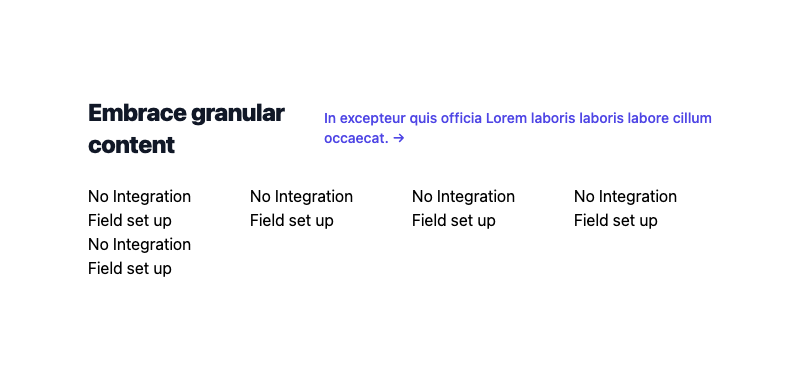 Embrace granular
content
In excepteur quis officia Lorem laboris laboris labore cillum
occaecat. →
No Integration
Field set up
No Integration
Field set up
No Integration
Field set up
No Integration
Field set up
No Integration
Field set up